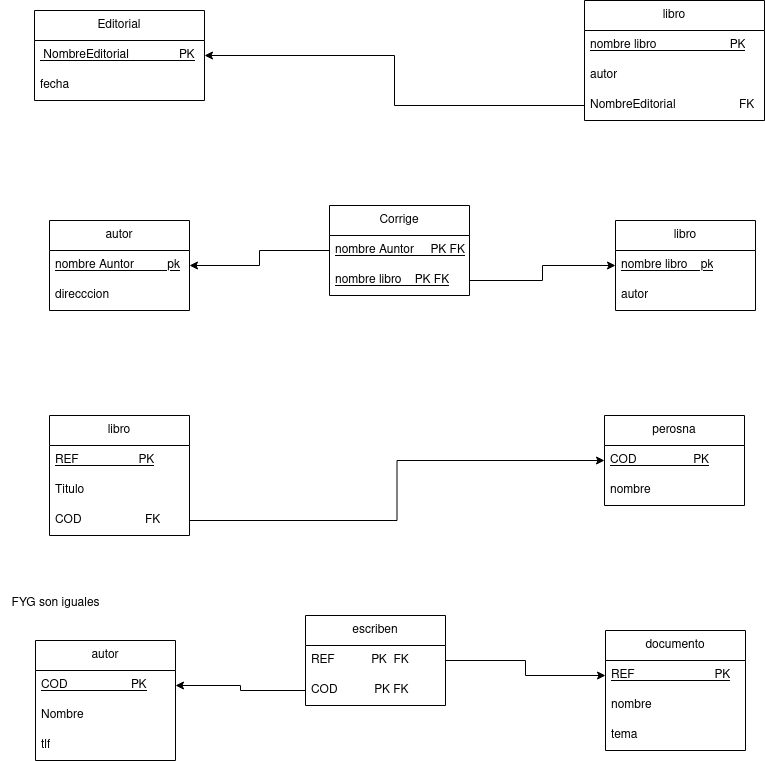 Editorial
NombreEditorial PK
fecha
libro
nombre libro PK
autor
NombreEditorial FK
autor
nombre Auntor pk
direcccion
Corrige
nombre Auntor PK FK
nombre libro PK FK
libro
nombre libro pk
autor
libro
REF PK
Titulo
COD FK
perosna
COD PK
nombre
FYG son iguales
autor
COD PK
Nombre
tlf
escriben
REF PK FK
COD PK FK
documento
REF PK
nombre
tema